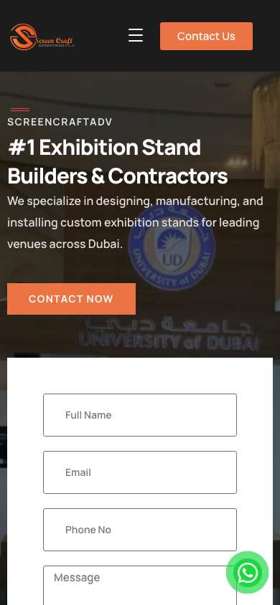 Screen Craft
Contact Us
SCREENCRAFTADV
#1 Exhibition Stand
Builders & Contractors
We specialize in designing, manufacturing, and
installing custom exhibition stands for leading
venues across Dubai.
UD
UNIVERSITY of DUBAI
CONTACT NOW
جامعة دبي
UNIVERSITY of DUBAI
Full Name
Email
Phone No
Message